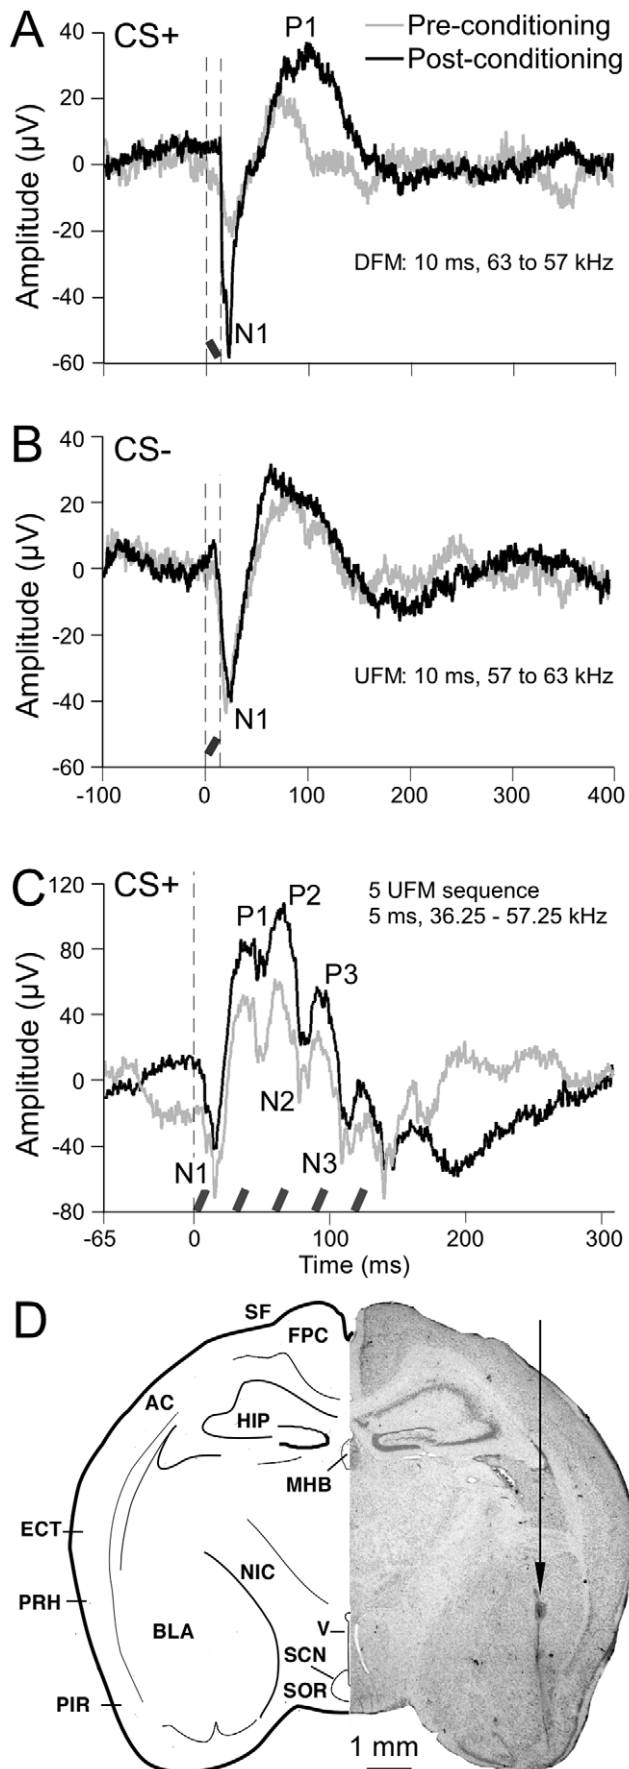 A
CS+
P1
Pre-conditioning
Post-conditioning
40
20
0
-20
-40
-60
Amplitude (µV)
N1
DFM: 10 ms, 63 to 57 kHz
B
CS-
40
20
0
-20
-40
-60
Amplitude (µV)
N1
UFM: 10 ms, 57 to 63 kHz
-100
0
100
200
300
400
C
CS+
5 UFM sequence
5 ms, 36.25 - 57.25 kHz
120
80
40
0
-40
-80
Amplitude (µV)
P1
P2
P3
N1
N2
N3
-65
0
100
200
300
Time (ms)
D
SF
FPC
AC
HIP
MHB
ECT
NIC
PRH
BLA
V
SCN
SOR
PIR
1 mm